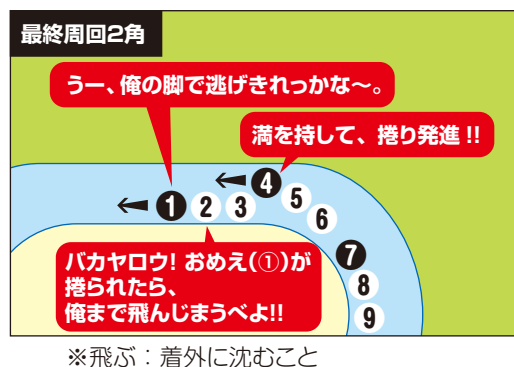 最終周回2角
うー、俺の脚で逃げきれっかな〜。
満を持して、捲り発進!!
1 2 3 4 5 6 7 8 9
バカヤロウ! おめえ(①)が
捲られたら、
俺まで飛んじまうべよ!!
※飛ぶ:着外に沈むこと